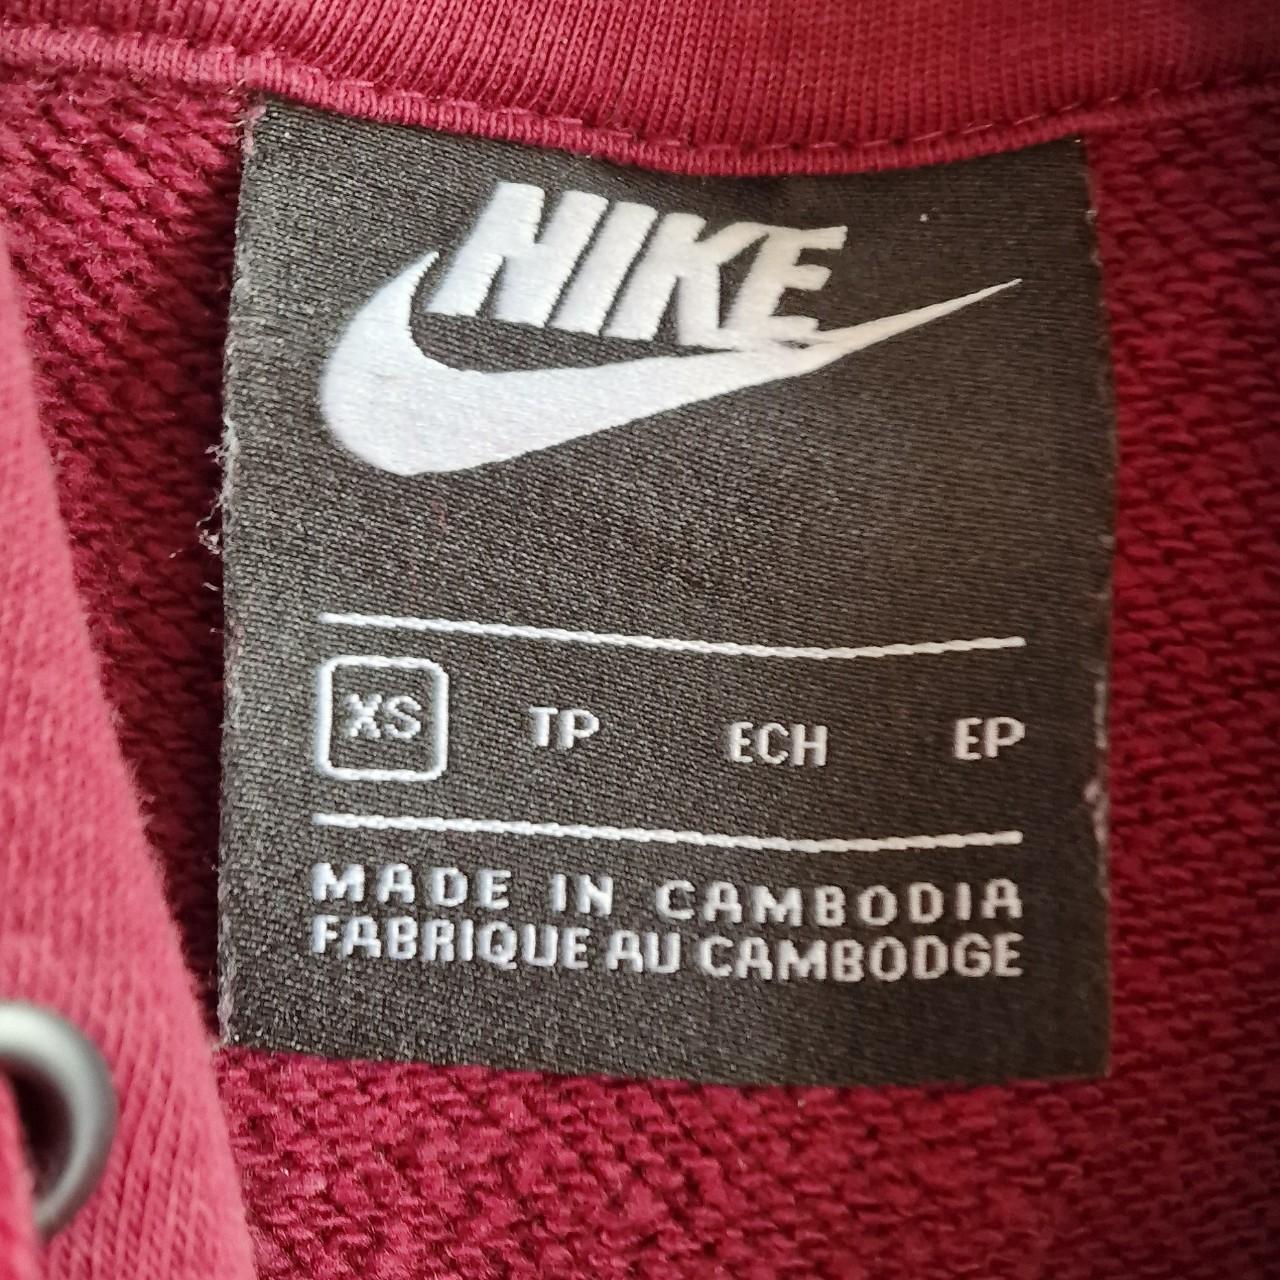 NIKE
XS TP ECH EP
MADE IN CAMBODIA
FABRIQUE AU CAMBODGE